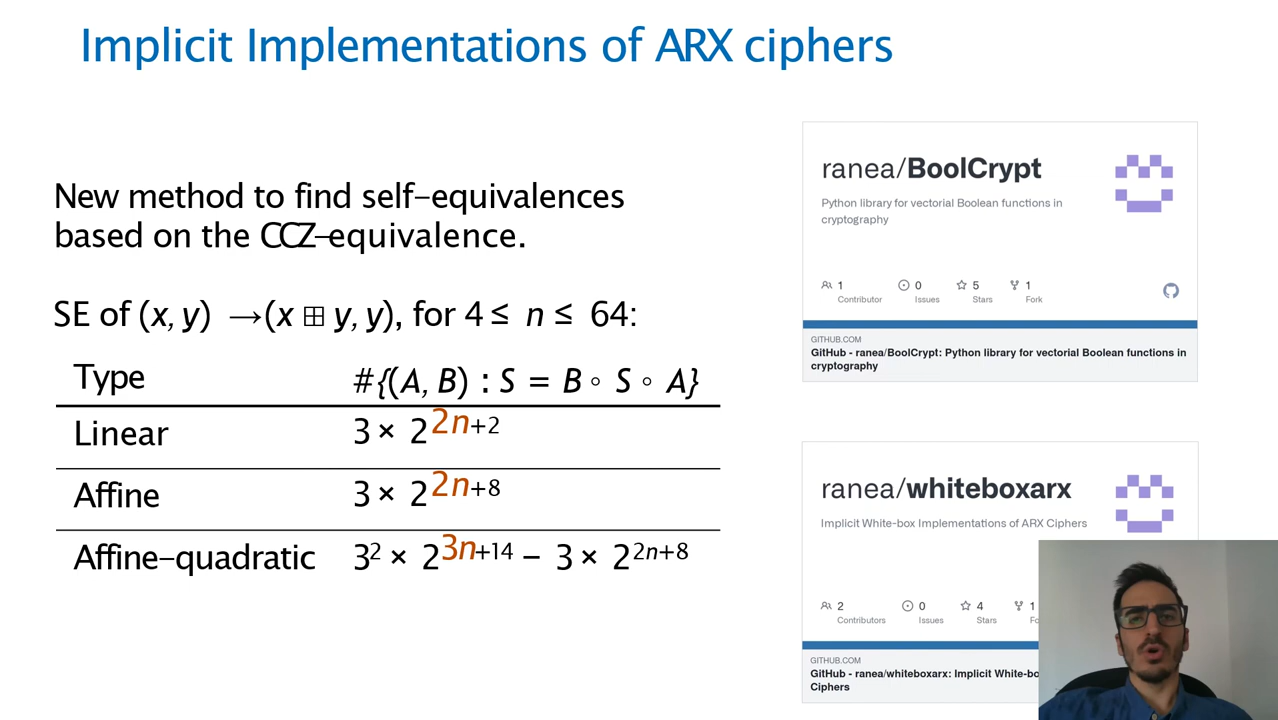 Implicit Implementations of ARX ciphers
New method to find self-equivalences
based on the CCZ-equivalence.
SE of (x, y) → (x ⊞ y, y), for 4 ≤ n ≤ 64:
Type #{(A, B) : S = B ∘ S ∘ A}
Linear 3 × 2^{2n+2}
Affine 3 × 2^{2n+8}
Affine-quadratic 3^2 × 2^{3n+14} − 3 × 2^{2n+8}
ranea/BoolCrypt
Python library for vectorial Boolean functions in
cryptography
1 0 5 1
Contributor Issues Stars Fork
GITHUB.COM
GitHub - ranea/BoolCrypt: Python library for vectorial Boolean functions in
cryptography
ranea/whiteboxarx
Implicit White-box Implementations of ARX Ciphers
2 0 4 1
Contributors Issues Stars
GITHUB.COM
GitHub - ranea/whiteboxarx: Implicit White-bo
Ciphers